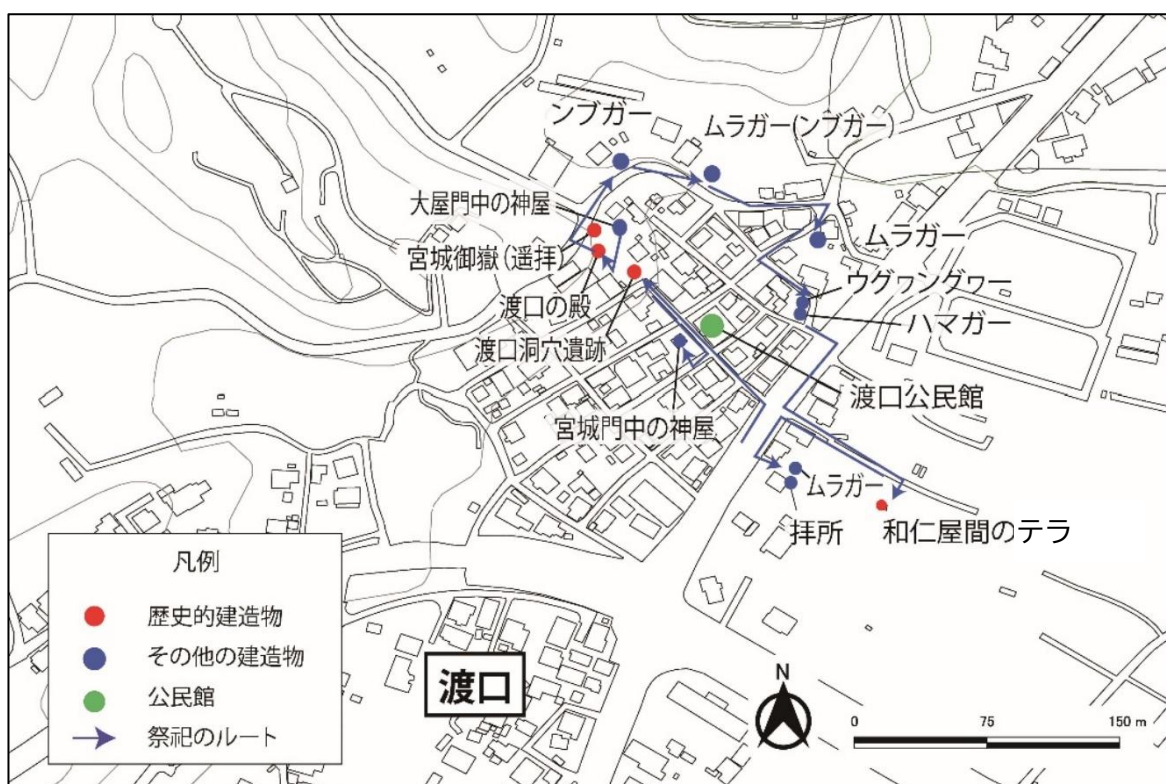 ンブガー
ムラガー(ンブガー)
大屋門中の神屋
宮城御嶽(遥拝)
渡口の殿
渡口洞穴遺跡
ムラガー
ウグヮングヮー
ハマガー
渡口公民館
宮城門中の神屋
ムラガー
拝所
和仁屋間のテラ
凡例
歴史的建造物
その他の建造物
公民館
祭祀のルート
渡口
N
0 75 150 m